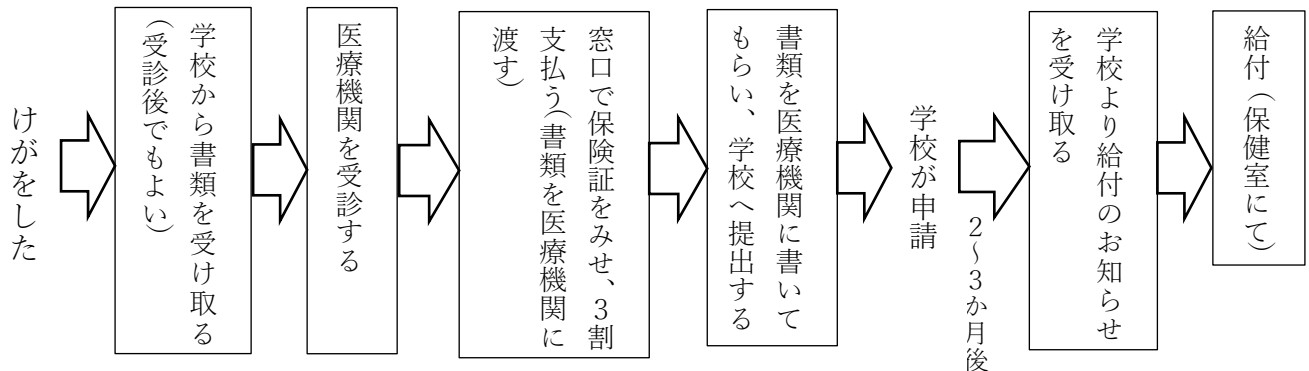 けがをした
学校から書類を受け取る
（受診後でもよい）
医療機関を受診する
窓口で保険証をみせ、３割
支払う（書類を医療機関に
渡す）
書類を医療機関に書いて
もらい、学校へ提出する
学校が申請
２～３か月後
学校より給付のお知らせ
を受け取る
給付（保健室にて）